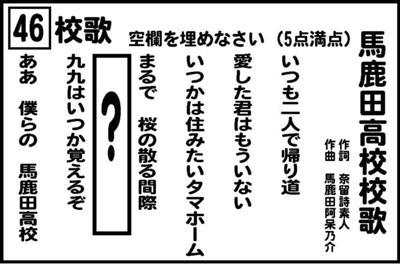 46 校歌 空欄を埋めなさい (5点満点)
馬鹿田高校校歌
作詞 奈留詩素人
作曲 馬鹿田阿呆乃介
いつも二人で帰り道
愛した君はもういない
いつかは住みたいタマホーム
まるで 桜の散る間際
?
九九はいつか覚えるぞ
ああ 僕らの 馬鹿田高校